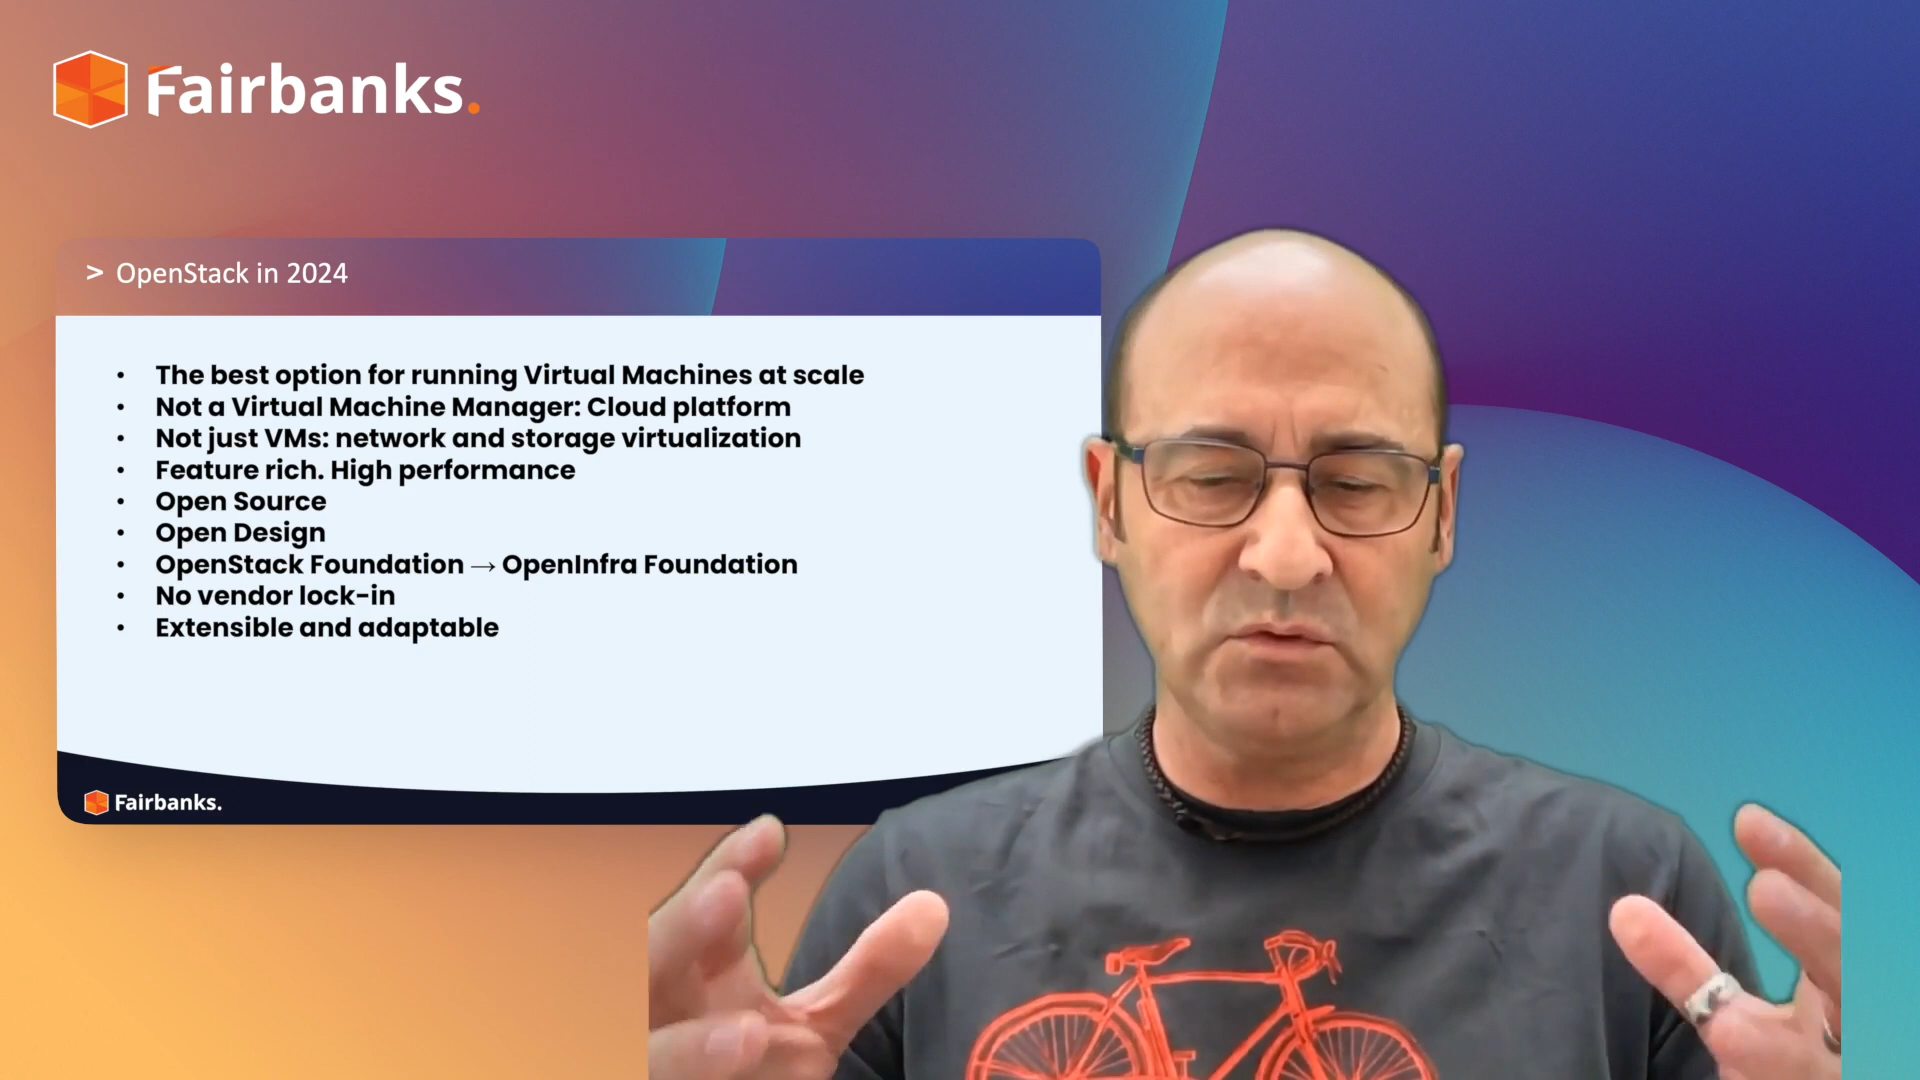 Fairbanks.
> OpenStack in 2024
• The best option for running Virtual Machines at scale
• Not a Virtual Machine Manager: Cloud platform
• Not just VMs: network and storage virtualization
• Feature rich. High performance
• Open Source
• Open Design
• OpenStack Foundation → OpenInfra Foundation
• No vendor lock-in
• Extensible and adaptable
Fairbanks.